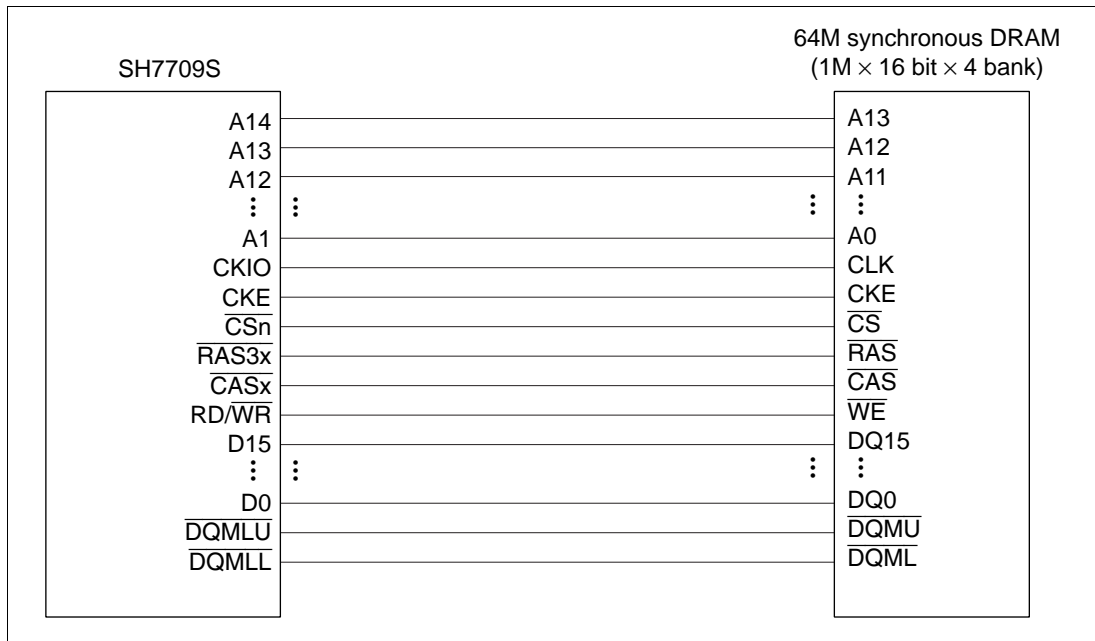 SH7709S
64M synchronous DRAM
(1M × 16 bit × 4 bank)
A14
A13
A12
A1
CKIO
CKE
CSn
RAS3x
CASx
RD/WR
D15
D0
DQMLU
DQMLL
A13
A12
A11
A0
CLK
CKE
CS
RAS
CAS
WE
DQ15
DQ0
DQMU
DQML